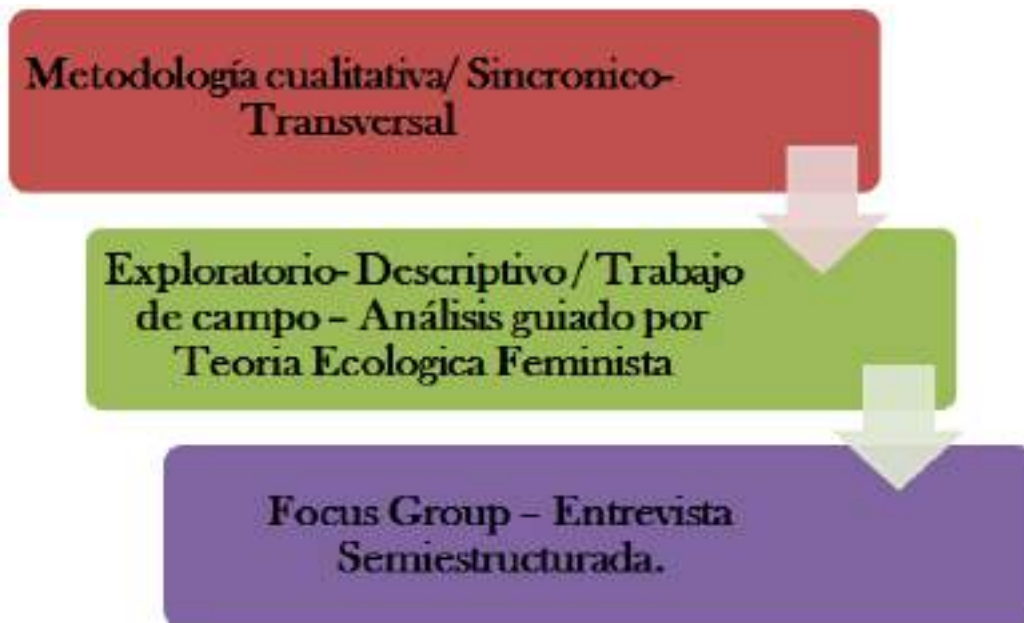 Metodología cualitativa/ Sincronico-
Transversal
Exploratorio- Descriptivo / Trabajo
de campo – Análisis guiado por
Teoria Ecologica Feminista
Focus Group – Entrevista
Semiestructurada.